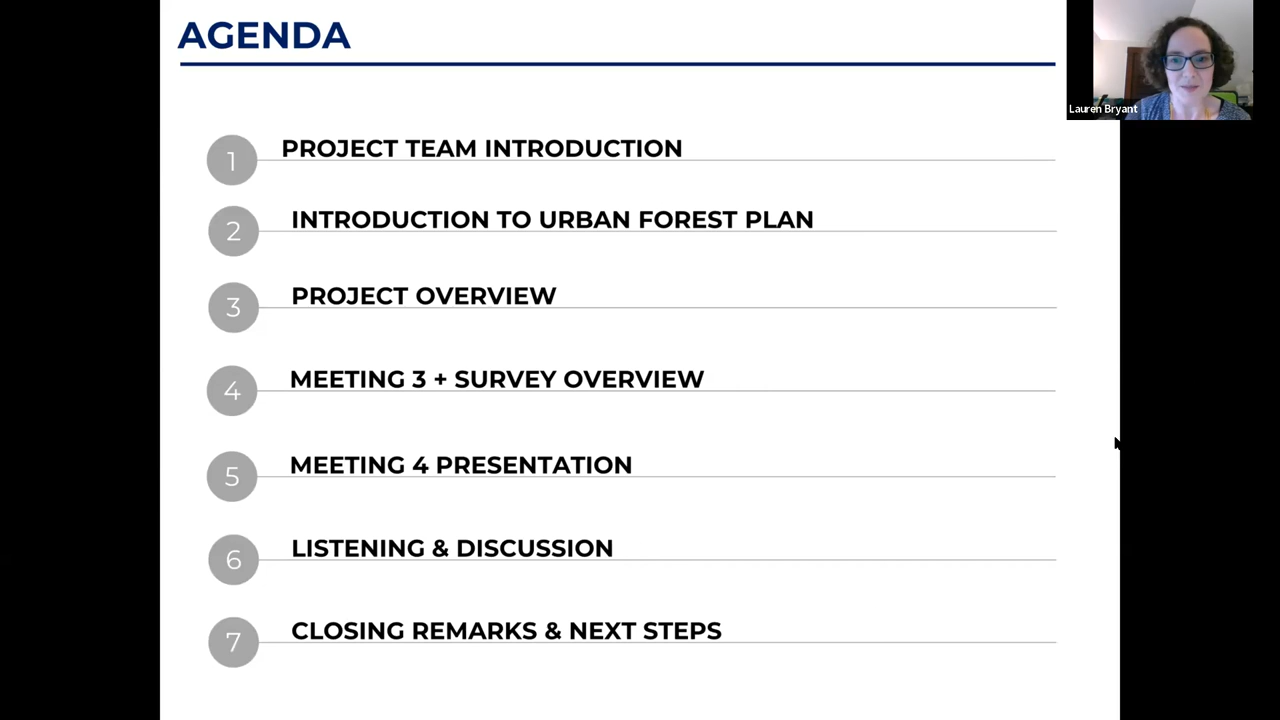 AGENDA
Lauren Bryant
1 PROJECT TEAM INTRODUCTION
2 INTRODUCTION TO URBAN FOREST PLAN
3 PROJECT OVERVIEW
4 MEETING 3 + SURVEY OVERVIEW
5 MEETING 4 PRESENTATION
6 LISTENING & DISCUSSION
7 CLOSING REMARKS & NEXT STEPS